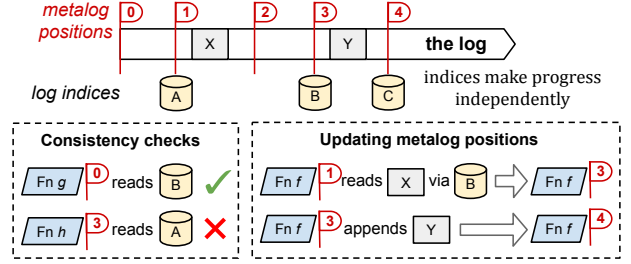 metalog positions
0 1 2 3 4
X Y the log
log indices
A B C
indices make progress independently
Consistency checks
Fn g 0 reads B
Fn h 3 reads A
Updating metalog positions
Fn f 1 reads X via B Fn f 3
Fn f 3 appends Y Fn f 4